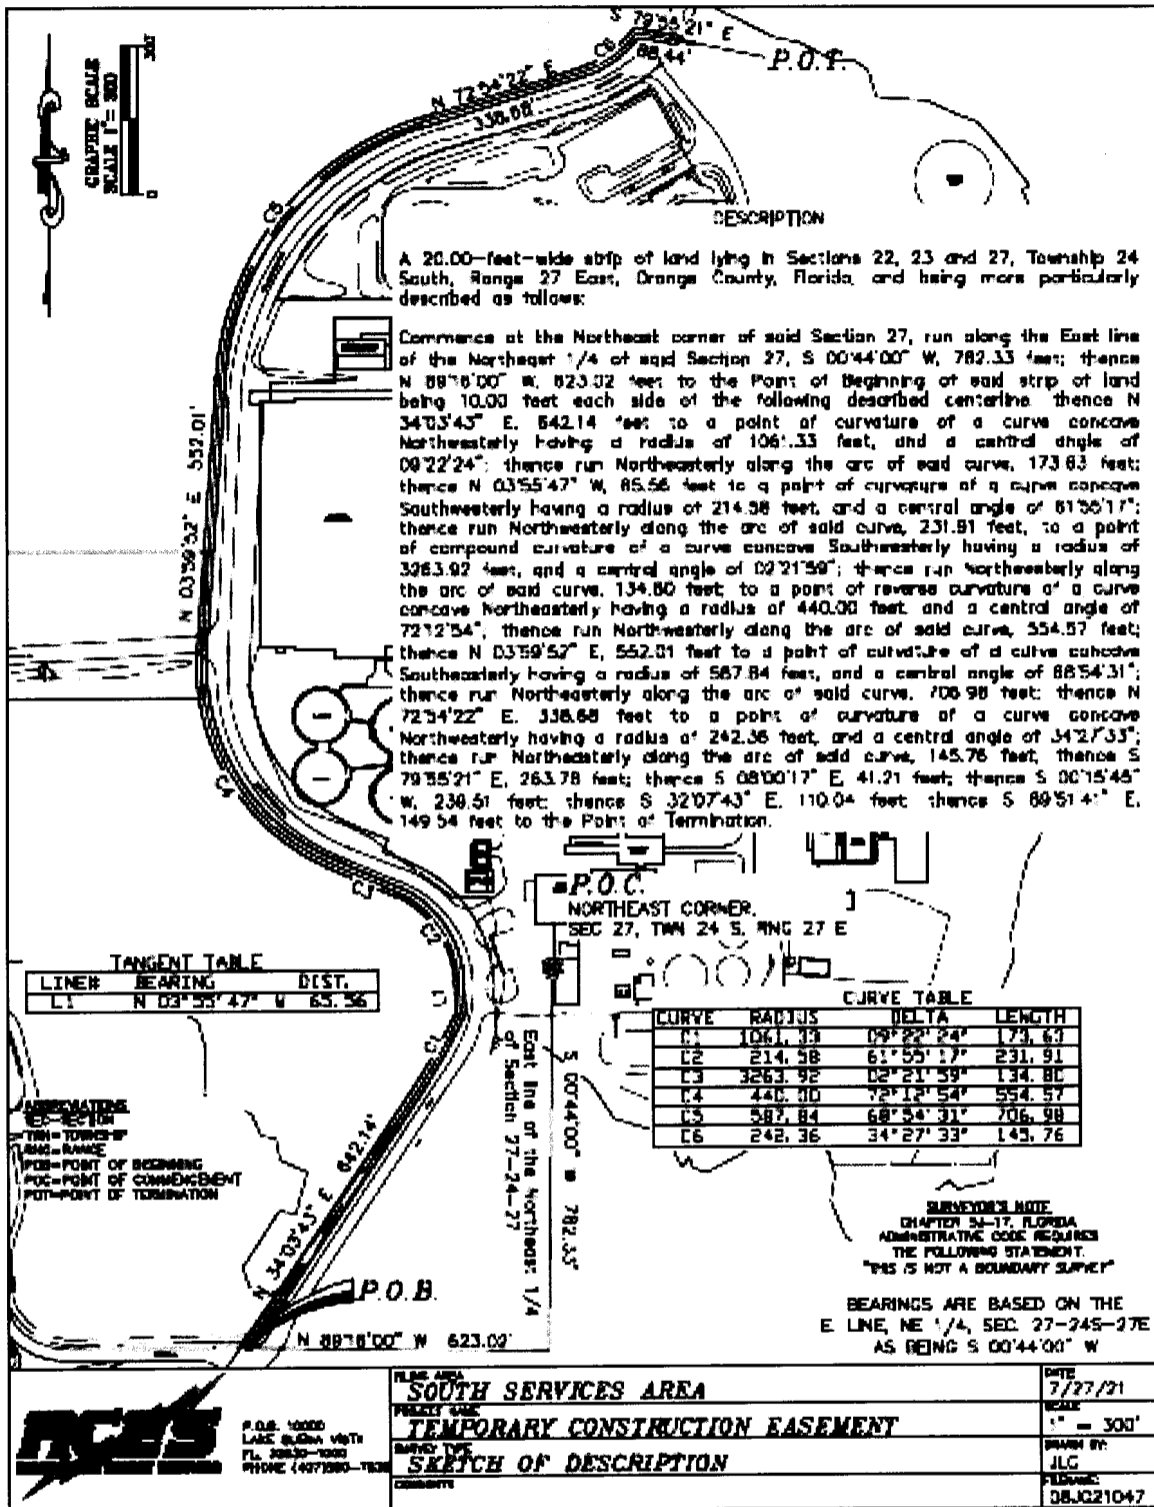 S 79°55'21" E
88.44'
P.O.T.
C6
N 72°54'22" E
338.68'
C5
GRAPHIC SCALE
SCALE 1"= 300
0
300
DESCRIPTION
A 20.00-feet-wide strip of land lying in Sections 22, 23 and 27, Township 24
South, Range 27 East, Orange County, Florida, and being more particularly
described as follows:
Commence at the Northeast corner of said Section 27, run along the East line
of the Northeast 1/4 of said Section 27, S 00°44'00" W, 782.33 feet; thence
N 89°16'00" W, 623.02 feet to the Point of Beginning of said strip of land
being 10.00 feet each side of the following described centerline thence N
34°03'43" E, 642.14 feet to a point of curvature of a curve concave
Northwesterly having a radius of 1061.33 feet, and a central angle of
09°22'24"; thence run Northeasterly along the arc of said curve, 173.63 feet;
thence N 03°55'47" W, 65.56 feet to a point of curvature of a curve concave
Southwesterly having a radius of 214.58 feet, and a central angle of 61°55'17";
thence run Northwesterly along the arc of said curve, 231.91 feet, to a point
of compound curvature of a curve concave Southwesterly having a radius of
3263.92 feet, and a central angle of 02°21'59"; thence run Northwesterly along
the arc of said curve, 134.80 feet; to a point of reverse curvature of a curve
concave Northeasterly having a radius of 440.00 feet and a central angle of
72°12'54"; thence run Northwesterly along the arc of said curve, 554.57 feet;
thence N 03°59'52" E, 552.01 feet to a point of curvature of a curve concave
Southeasterly having a radius of 587.84 feet, and a central angle of 68°54'31";
thence run Northeasterly along the arc of said curve, 706.98 feet; thence N
72°54'22" E, 338.68 feet to a point of curvature of a curve concave
Northwesterly having a radius of 242.36 feet, and a central angle of 34°27'33";
thence run Northeasterly along the arc of said curve, 145.76 feet, thence S
79°55'21" E, 263.78 feet; thence S 08°00'17" E, 41.21 feet; thence S 00°15'45"
W, 239.51 feet; thence S 32°07'43" E, 110.04 feet thence S 89°51'41" E,
149.54 feet to the Point of Termination.
N 03°59'52" E 552.01'
C4
C3
C2
L1
C1
P.O.C.
NORTHEAST CORNER,
SEC 27, TWN 24 S, RNG 27 E
TANGENT TABLE
LINE# BEARING DIST.
L1 N 03°55'47" W 65.56
CURVE TABLE
CURVE RADIUS DELTA LENGTH
C1 1061.33 09°22'24" 173.63
C2 214.58 61°55'17" 231.91
C3 3263.92 02°21'59" 134.80
C4 440.00 72°12'54" 554.57
C5 587.84 68°54'31" 706.98
C6 242.36 34°27'33" 145.76
East line of the Northeast 1/4
of Section 27-24-27
S 00°44'00" W 782.33'
ABBREVIATIONS
SEC=SECTION
TWN=TOWNSHIP
RNG=RANGE
POB=POINT OF BEGINNING
POC=POINT OF COMMENCEMENT
POT=POINT OF TERMINATION
N 34°03'43" E 642.14'
P.O.B.
N 89°16'00" W 623.02'
SURVEYOR'S NOTE
CHAPTER 5J-17, FLORIDA
ADMINISTRATIVE CODE REQUIRES
THE FOLLOWING STATEMENT.
"THIS IS NOT A BOUNDARY SURVEY"
BEARINGS ARE BASED ON THE
E LINE, NE 1/4, SEC. 27-24S-27E
AS BEING S 00°44'00" W
RCES
P.O.B. 10000
LAKE BUENA VISTA
FL.
PHONE
SOUTH SERVICES AREA
PROJECT NAME
TEMPORARY CONSTRUCTION EASEMENT
SURVEY TYPE
SKETCH OF DESCRIPTION
COMMENTS
DATE
7/27/21
SCALE
1" = 300'
DRAWN BY:
JLC
FILENAME: